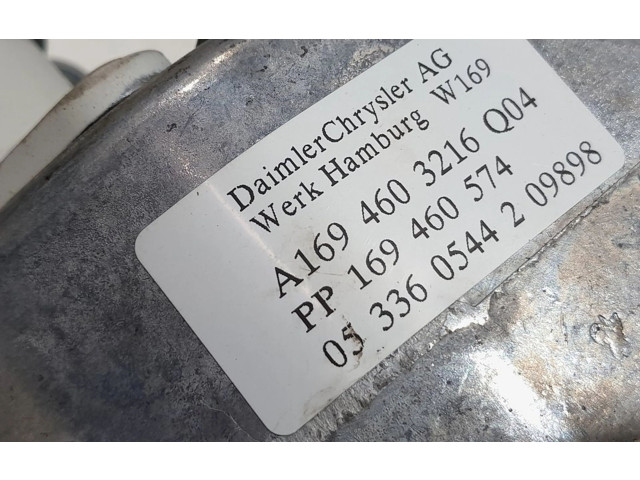 DaimlerChrysler AG
Werk Hamburg W169
A169 460 3216 Q04
PP 169 460 574
05 336 0544 2 09898